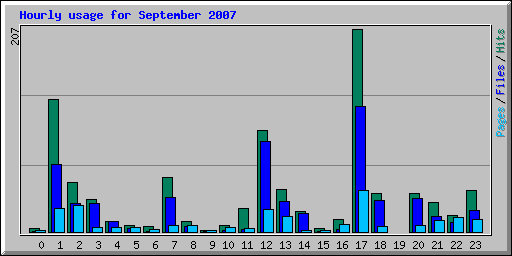 Hourly usage for September 2007
207
Pages / Files / Hits
0 1 2 3 4 5 6 7 8 9 10 11 12 13 14 15 16 17 18 19 20 21 22 23